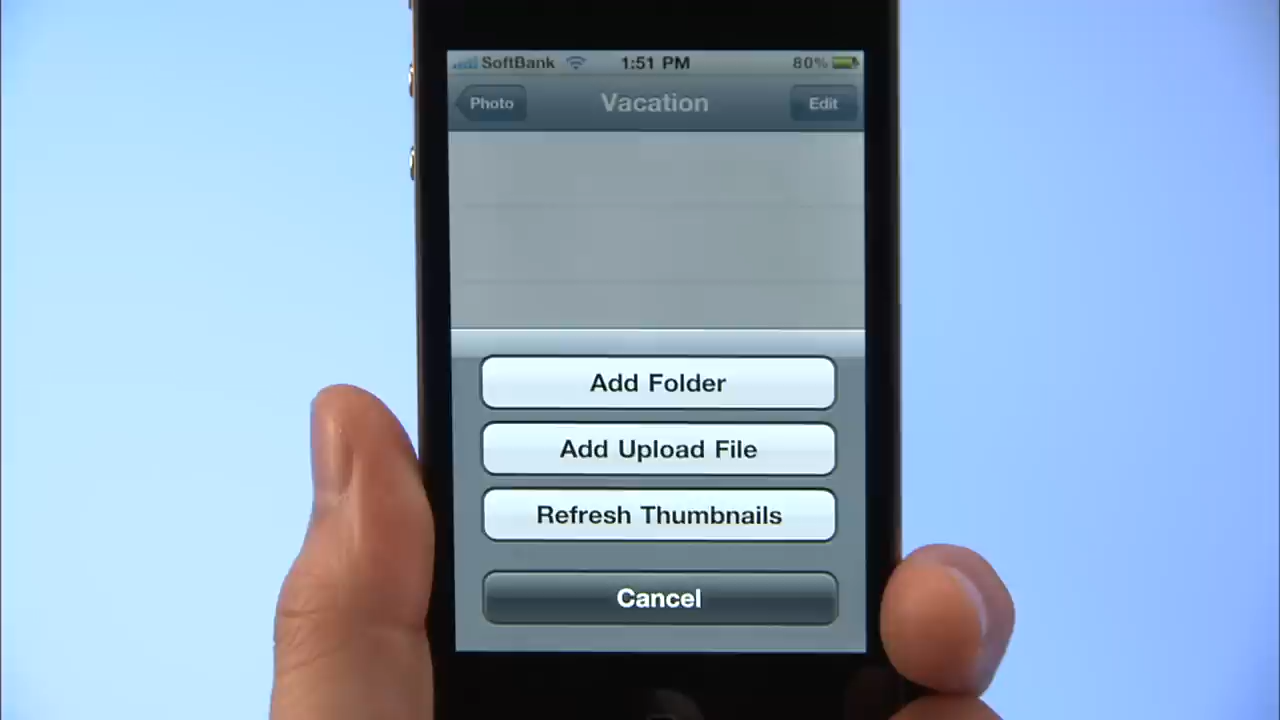 SoftBank 1:51 PM 80%
Photo Vacation Edit
Add Folder
Add Upload File
Refresh Thumbnails
Cancel